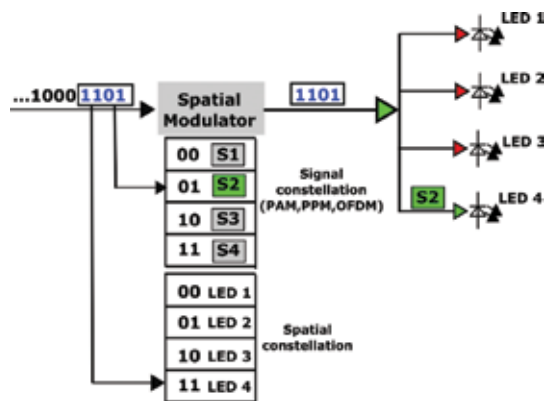 ...1000 1101
Spatial
Modulator
1101
00 S1
01 S2
10 S3
11 S4
Signal
constellation
(PAM,PPM,OFDM)
00 LED 1
01 LED 2
10 LED 3
11 LED 4
Spatial
constellation
LED 1
LED 2
LED 3
S2
LED 4